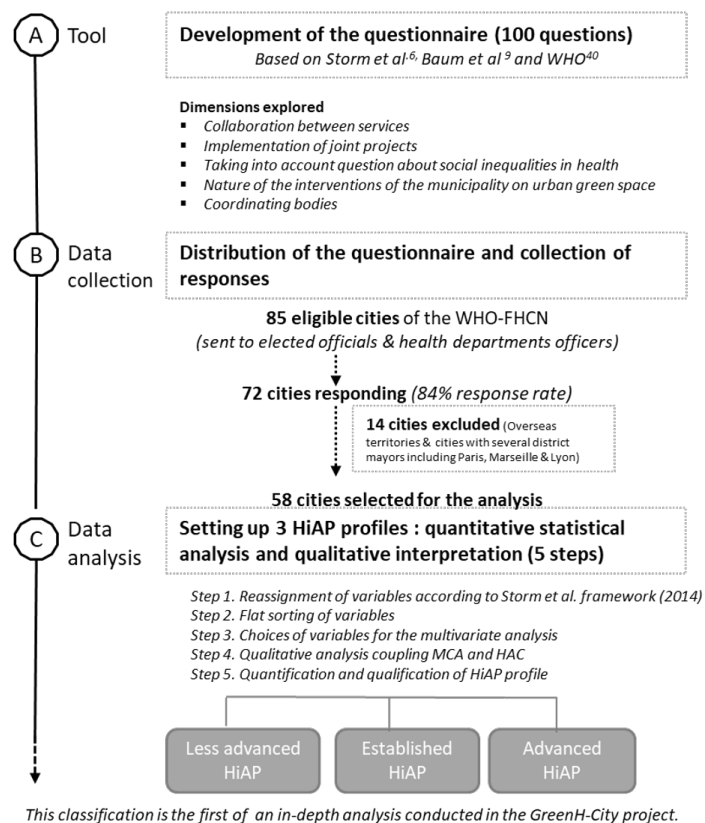 A Tool
Development of the questionnaire (100 questions)
Based on Storm et al.6, Baum et al 9 and WHO40
Dimensions explored
▪ Collaboration between services
▪ Implementation of joint projects
▪ Taking into account question about social inequalities in health
▪ Nature of the interventions of the municipality on urban green space
▪ Coordinating bodies
B Data
collection
Distribution of the questionnaire and collection of
responses
85 eligible cities of the WHO-FHCN
(sent to elected officials & health departments officers)
72 cities responding (84% response rate)
14 cities excluded (Overseas
territories & cities with several district
mayors including Paris, Marseille & Lyon)
58 cities selected for the analysis
C Data
analysis
Setting up 3 HiAP profiles : quantitative statistical
analysis and qualitative interpretation (5 steps)
Step 1. Reassignment of variables according to Storm et al. framework (2014)
Step 2. Flat sorting of variables
Step 3. Choices of variables for the multivariate analysis
Step 4. Qualitative analysis coupling MCA and HAC
Step 5. Quantification and qualification of HiAP profile
Less advanced
HiAP
Established
HiAP
Advanced
HiAP
This classification is the first of an in-depth analysis conducted in the GreenH-City project.